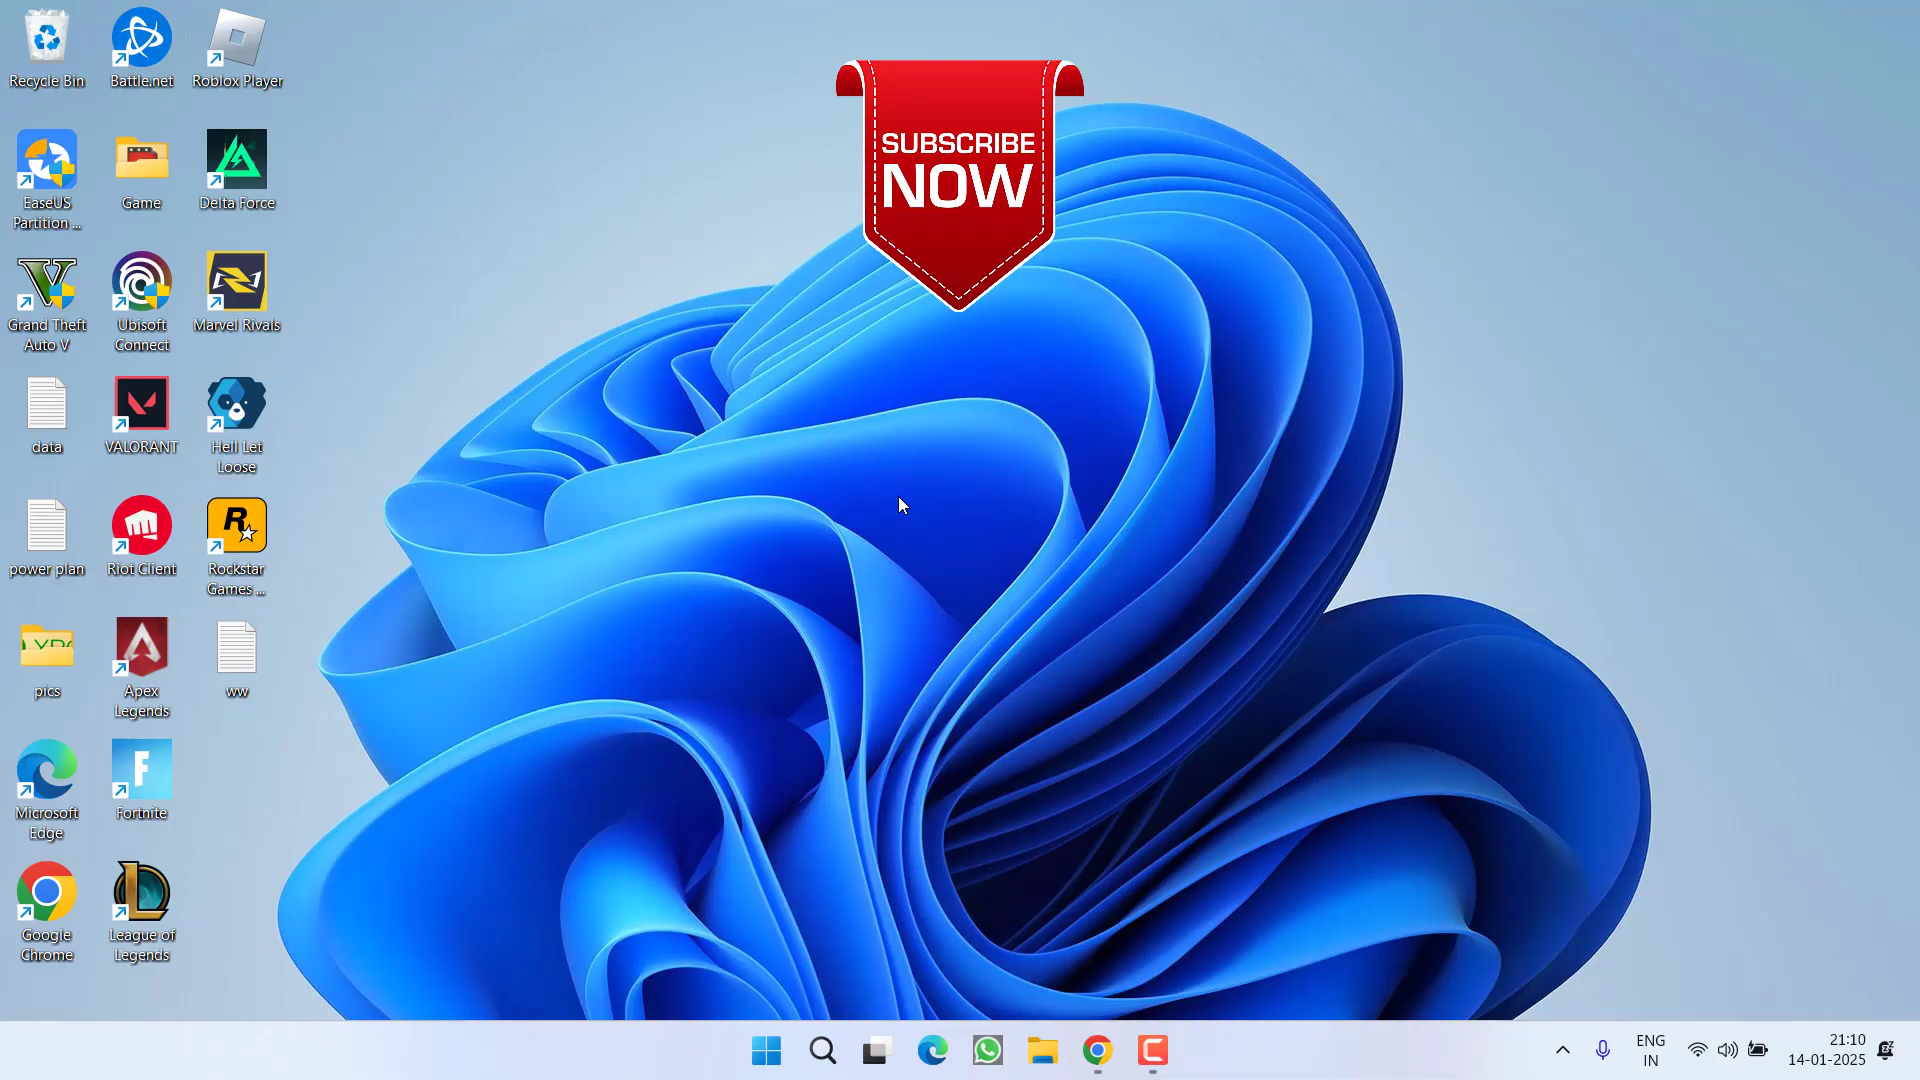 Recycle Bin
Battle.net
Roblox Player
EaseUS
Partition ...
Game
Delta Force
Grand Theft
Auto V
Ubisoft
Connect
Marvel Rivals
data
VALORANT
Hell Let
Loose
power plan
Riot Client
Rockstar
Games ...
pics
Apex
Legends
ww
Microsoft
Edge
Fortnite
Google
Chrome
League of
Legends
SUBSCRIBE
NOW
ENG
IN
21:10
14-01-2025